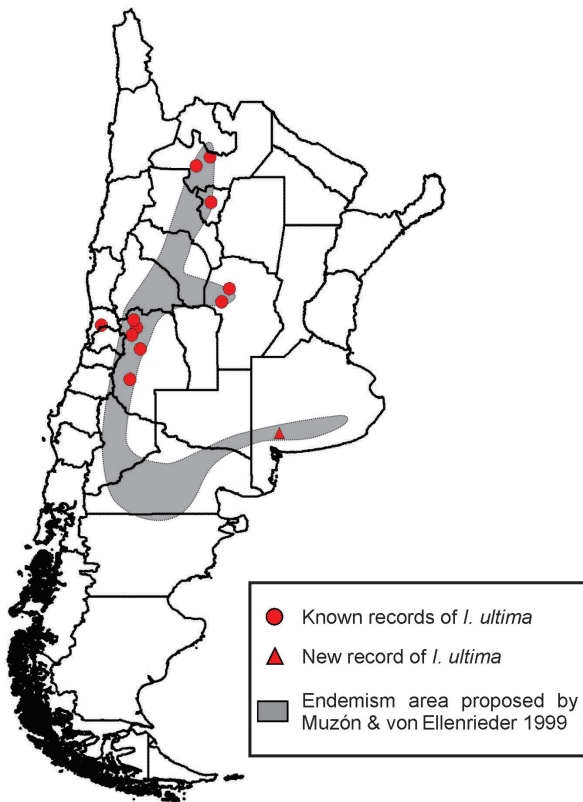 Known records of I. ultima
New record of I. ultima
Endemism area proposed by
Muzón & von Ellenrieder 1999